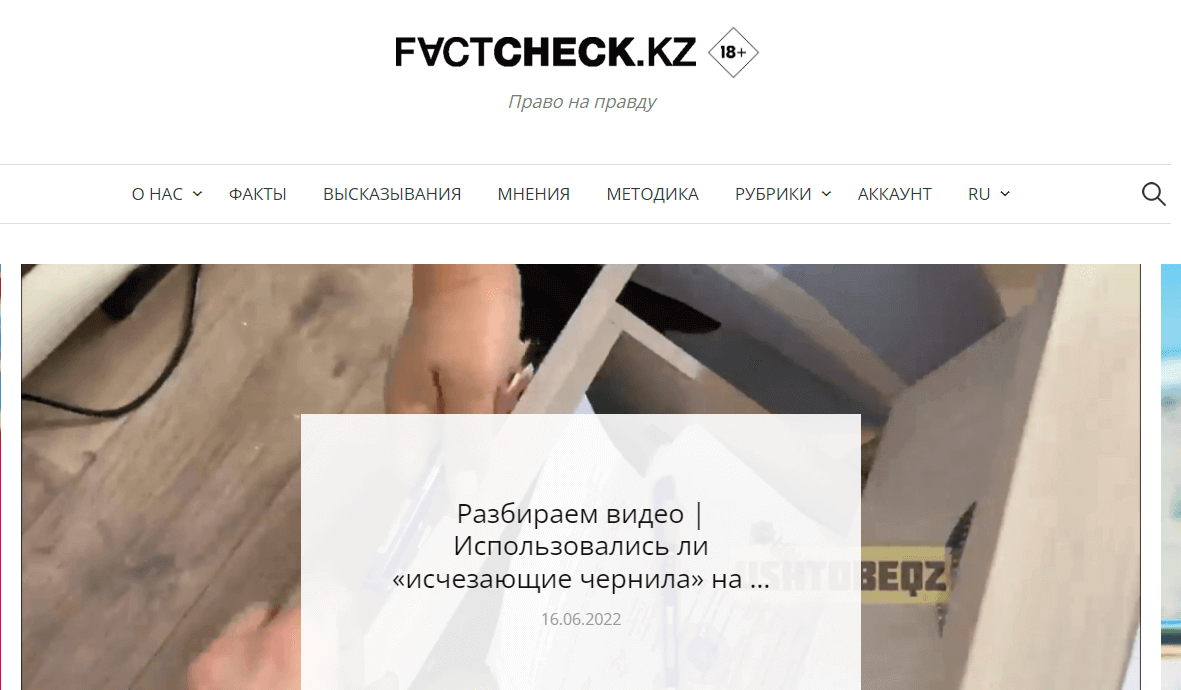 FACTCHECK.KZ 18+
Право на правду
О НАС ФАКТЫ ВЫСКАЗЫВАНИЯ МНЕНИЯ МЕТОДИКА РУБРИКИ АККАУНТ RU
Разбираем видео |
Использовались ли
«исчезающие чернила» на ...
USHTOBEQZ
16.06.2022